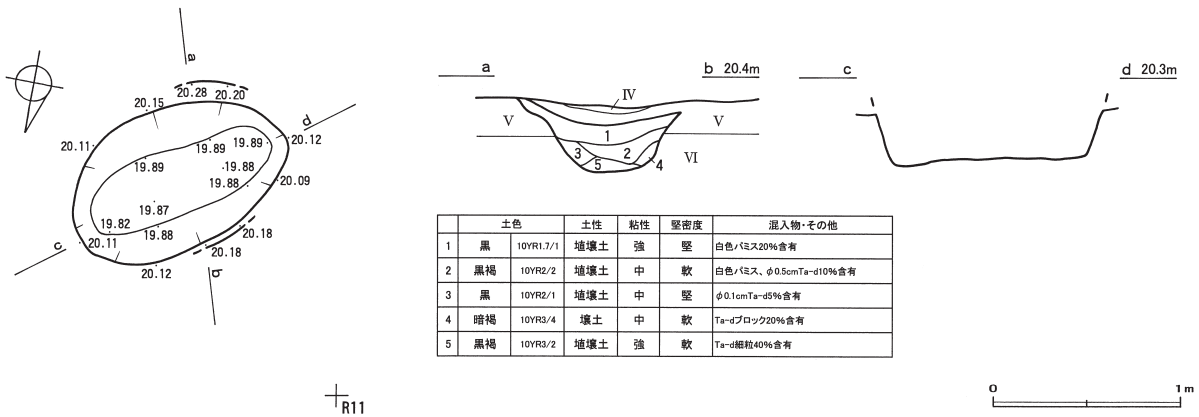 a
20.28
20.20
20.15
d
20.12
20.11
19.89
19.89
19.89
19.88
19.88
20.09
19.87
19.82
19.88
20.18
20.18
c
20.11
20.12
b
R11
a
b 20.4m
IV
V
V
1
2
3
4
5
VI
c
d 20.3m
土色 土性 粘性 堅密度 混入物・その他
1 黒 10YR1.7/1 埴壌土 強 堅 白色パミス20%含有
2 黒褐 10YR2/2 埴壌土 中 軟 白色パミス、φ0.5cmTa-d10%含有
3 黒 10YR2/1 埴壌土 中 堅 φ0.1cmTa-d5%含有
4 暗褐 10YR3/4 壌土 中 軟 Ta-dブロック20%含有
5 黒褐 10YR3/2 埴壌土 強 軟 Ta-d細粒40%含有
0
1m